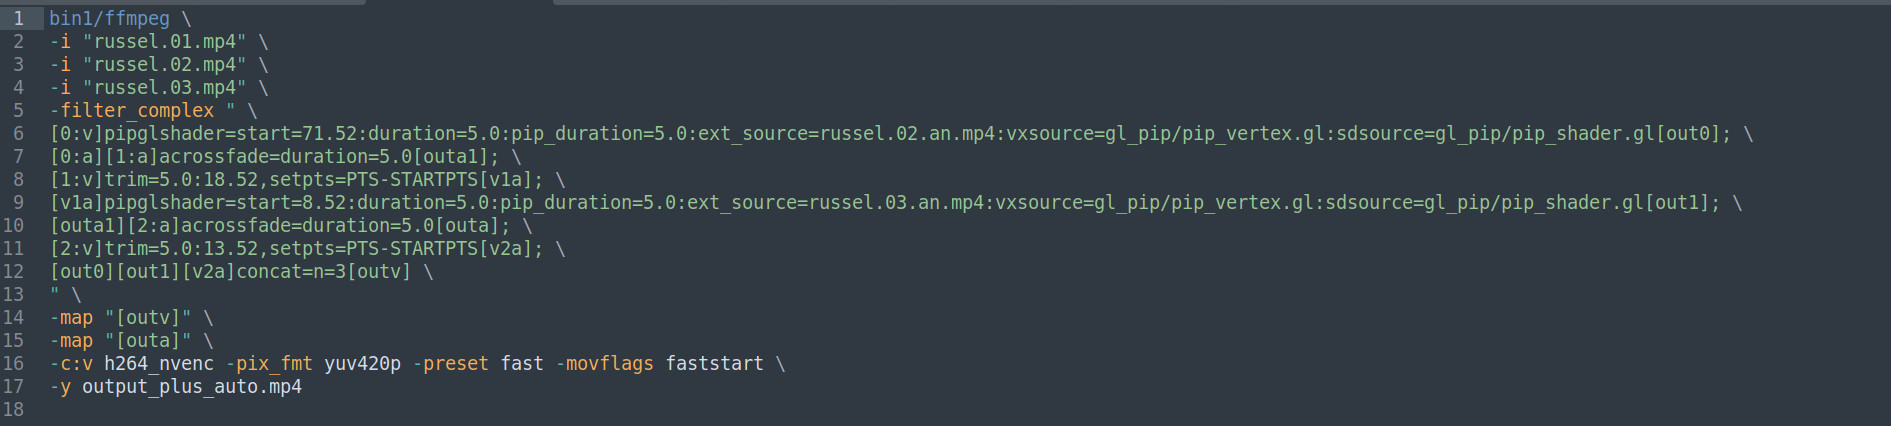 1 bin1/ffmpeg \
2 -i "russel.01.mp4" \
3 -i "russel.02.mp4" \
4 -i "russel.03.mp4" \
5 -filter_complex " \
6 [0:v]pipglshader=start=71.52:duration=5.0:pip_duration=5.0:ext_source=russel.02.an.mp4:vxsource=gl_pip/pip_vertex.gl:sdsource=gl_pip/pip_shader.gl[out0]; \
7 [0:a][1:a]acrossfade=duration=5.0[outa1]; \
8 [1:v]trim=5.0:18.52,setpts=PTS-STARTPTS[v1a]; \
9 [v1a]pipglshader=start=8.52:duration=5.0:pip_duration=5.0:ext_source=russel.03.an.mp4:vxsource=gl_pip/pip_vertex.gl:sdsource=gl_pip/pip_shader.gl[out1]; \
10 [outa1][2:a]acrossfade=duration=5.0[outa]; \
11 [2:v]trim=5.0:13.52,setpts=PTS-STARTPTS[v2a]; \
12 [out0][out1][v2a]concat=n=3[outv] \
13 " \
14 -map "[outv]" \
15 -map "[outa]" \
16 -c:v h264_nvenc -pix_fmt yuv420p -preset fast -movflags faststart \
17 -y output_plus_auto.mp4
18